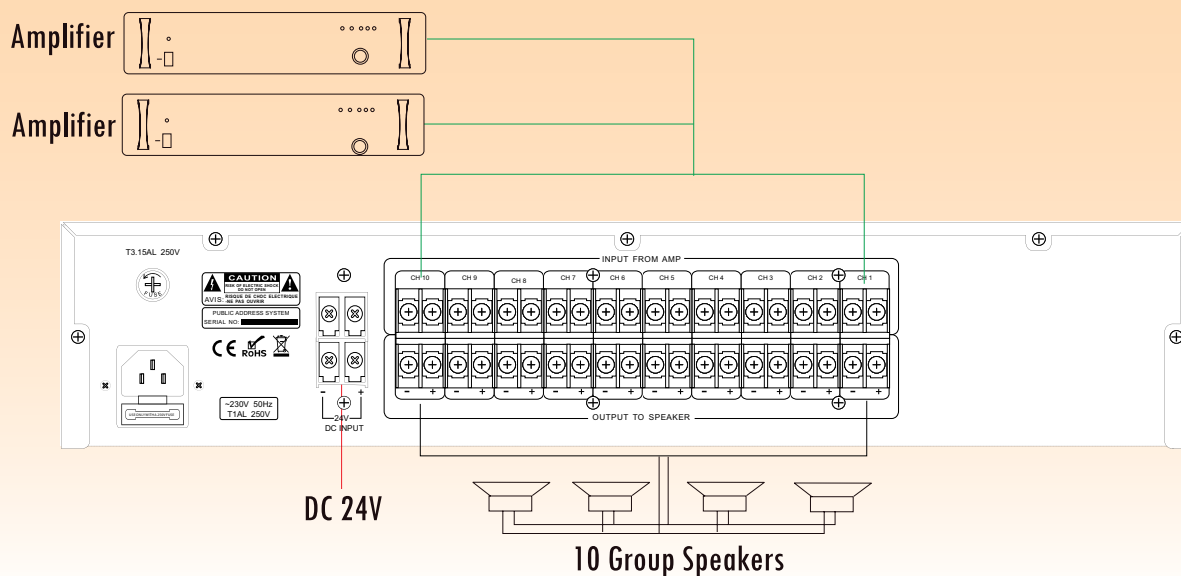 Amplifier
Amplifier
T3.15AL 250V
FUSE
CAUTION
RISK OF ELECTRIC SHOCK
DO NOT OPEN
AVIS: RISQUE DE CHOC ELECTRIQUE
-NE PAS OUVRIR
PUBLIC ADDRESS SYSTEM
SERIAL NO:
CE RoHS
~230V 50Hz
T1AL 250V
- +
24V
DC INPUT
INPUT FROM AMP
CH 10 CH 9 CH 8 CH 7 CH 6 CH 5 CH 4 CH 3 CH 2 CH 1
- + - + - + - + - + - + - + - + - + - +
OUTPUT TO SPEAKER
DC 24V
10 Group Speakers